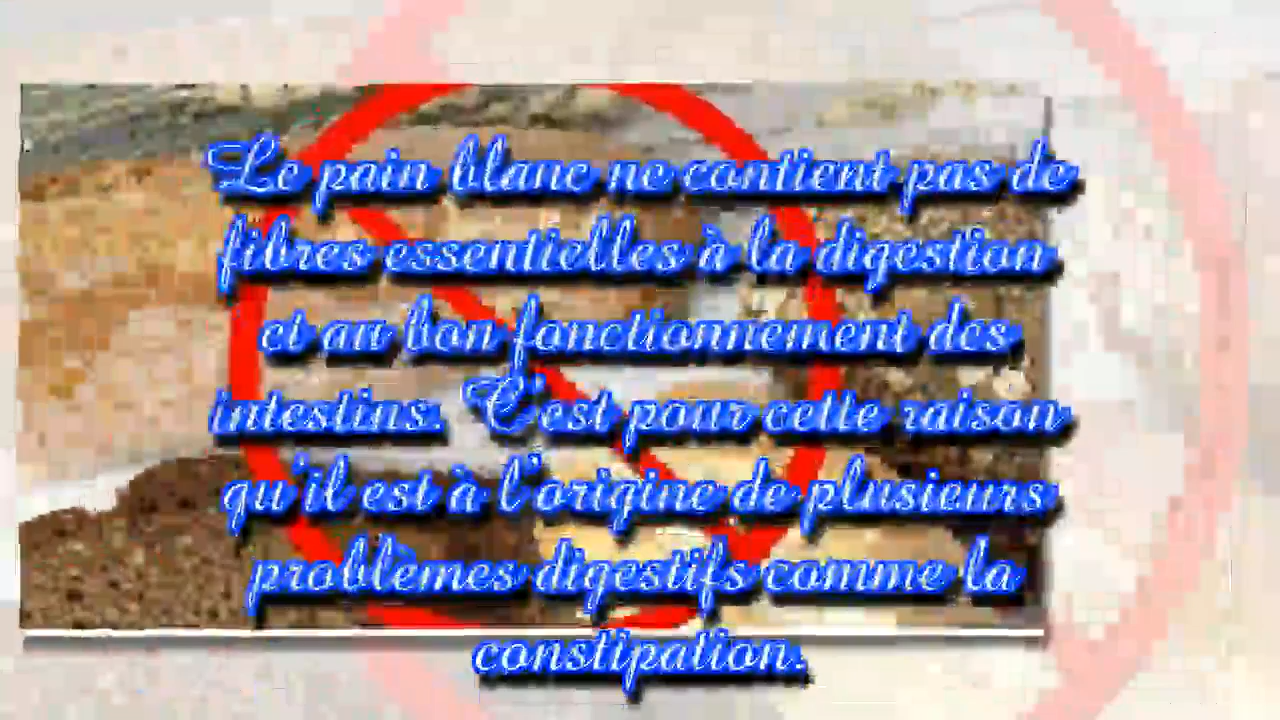 Le pain blanc ne contient pas de
fibres essentielles à la digestion
et au bon fonctionnement des
intestins. C'est pour cette raison
qu'il est à l'origine de plusieurs
problèmes digestifs comme la
constipation.